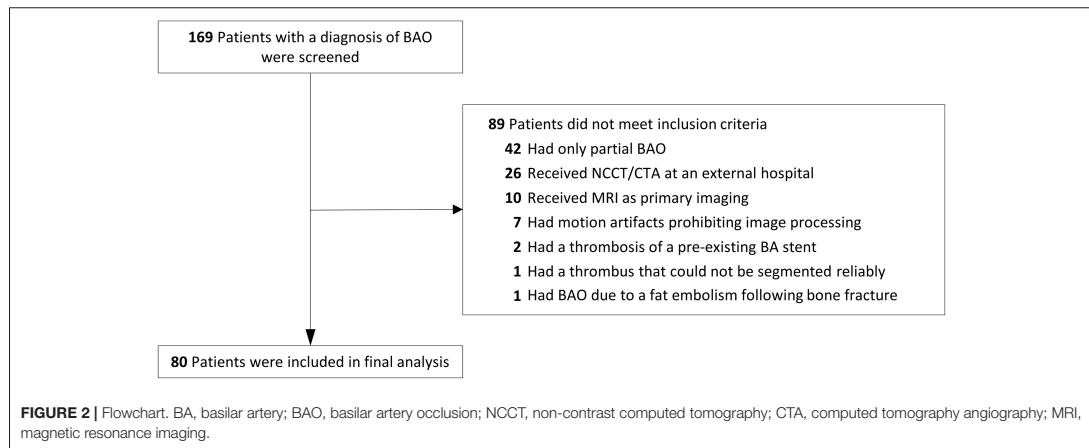 169 Patients with a diagnosis of BAO
were screened
89 Patients did not meet inclusion criteria
42 Had only partial BAO
26 Received NCCT/CTA at an external hospital
10 Received MRI as primary imaging
7 Had motion artifacts prohibiting image processing
2 Had a thrombosis of a pre-existing BA stent
1 Had a thrombus that could not be segmented reliably
1 Had BAO due to a fat embolism following bone fracture
80 Patients were included in final analysis
FIGURE 2 | Flowchart. BA, basilar artery; BAO, basilar artery occlusion; NCCT, non-contrast computed tomography; CTA, computed tomography angiography; MRI,
magnetic resonance imaging.